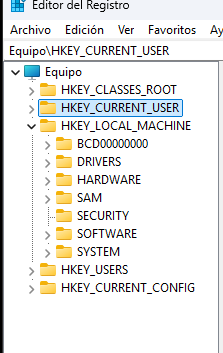 Editor del Registro
Archivo Edición Ver Favoritos Ay
Equipo\HKEY_CURRENT_USER
Equipo
HKEY_CLASSES_ROOT
HKEY_CURRENT_USER
HKEY_LOCAL_MACHINE
BCD00000000
DRIVERS
HARDWARE
SAM
SECURITY
SOFTWARE
SYSTEM
HKEY_USERS
HKEY_CURRENT_CONFIG